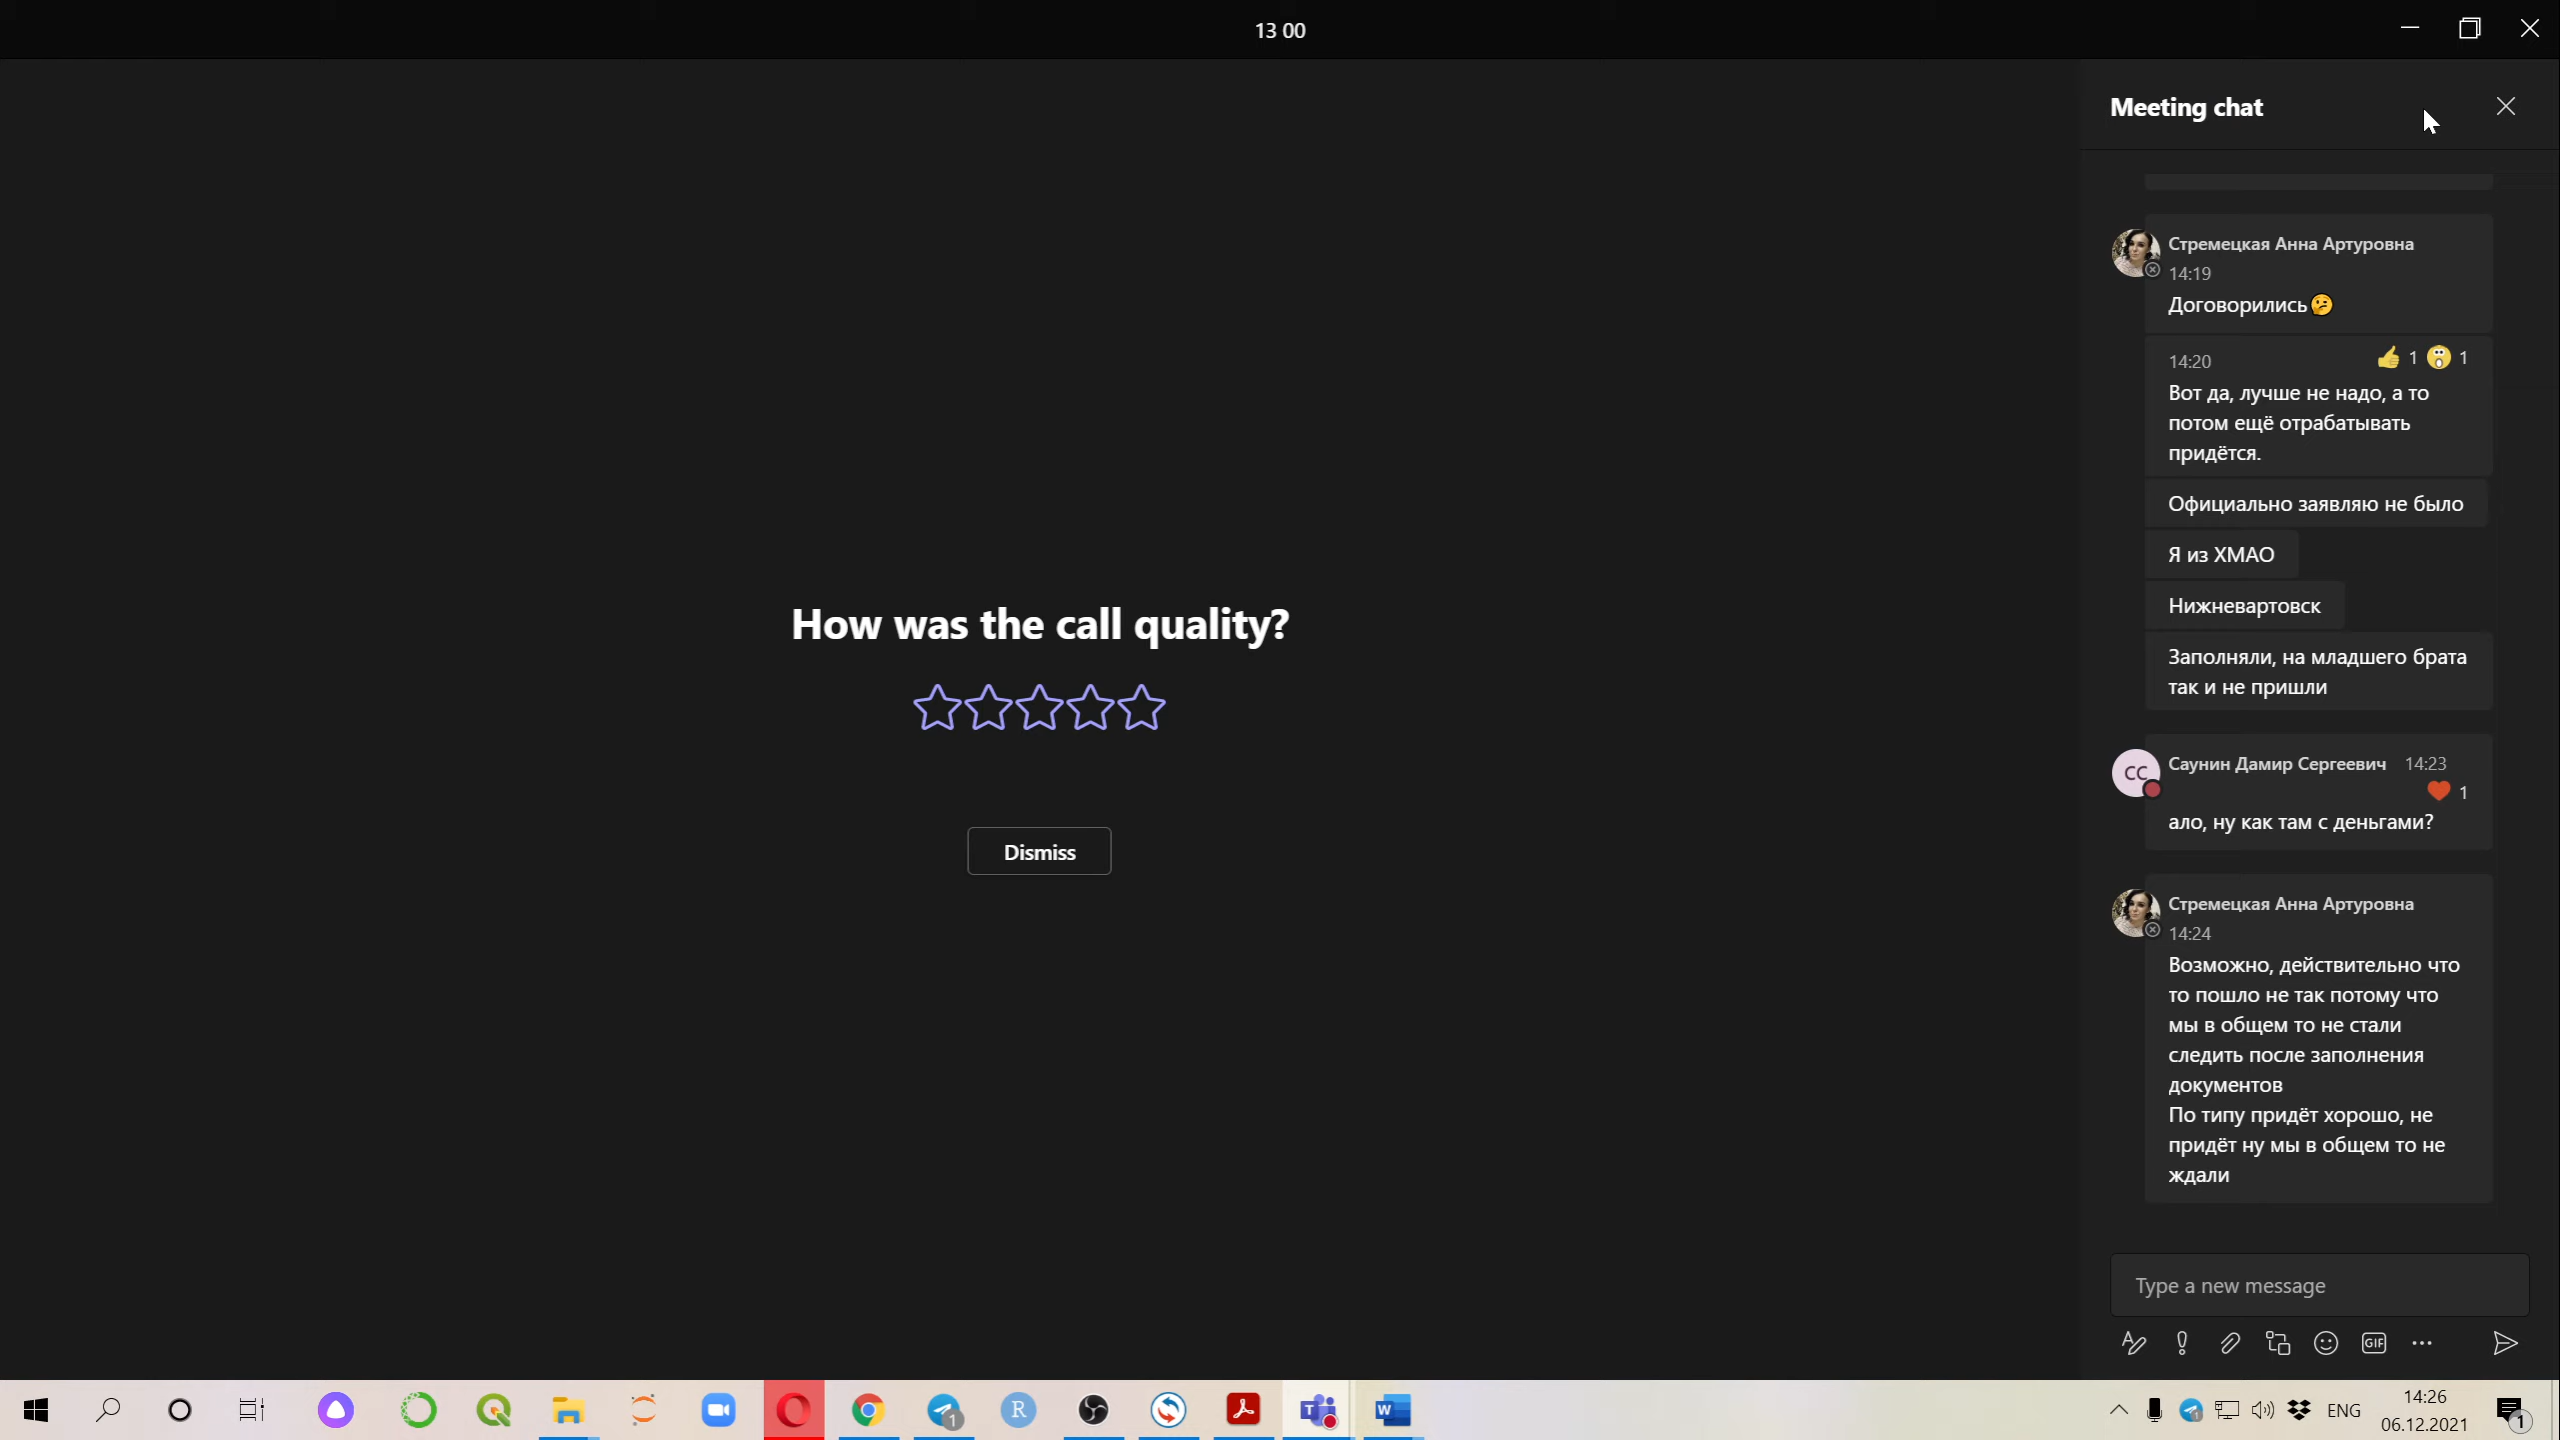 13 00
Meeting chat
Стремецкая Анна Артуровна
14:19
Договорились
14:20
1
1
Вот да, лучше не надо, а то
потом ещё отрабатывать
придётся.
Официально заявляю не было
Я из ХМАО
Нижневартовск
Заполняли, на младшего брата
так и не пришли
СС
Саунин Дамир Сергеевич 14:23
1
ало, ну как там с деньгами?
Стремецкая Анна Артуровна
14:24
Возможно, действительно что
то пошло не так потому что
мы в общем то не стали
следить после заполнения
документов
По типу придёт хорошо, не
придёт ну мы в общем то не
ждали
Type a new message
GIF
How was the call quality?
Dismiss
1
R
T
W
1
ENG
14:26
06.12.2021
1